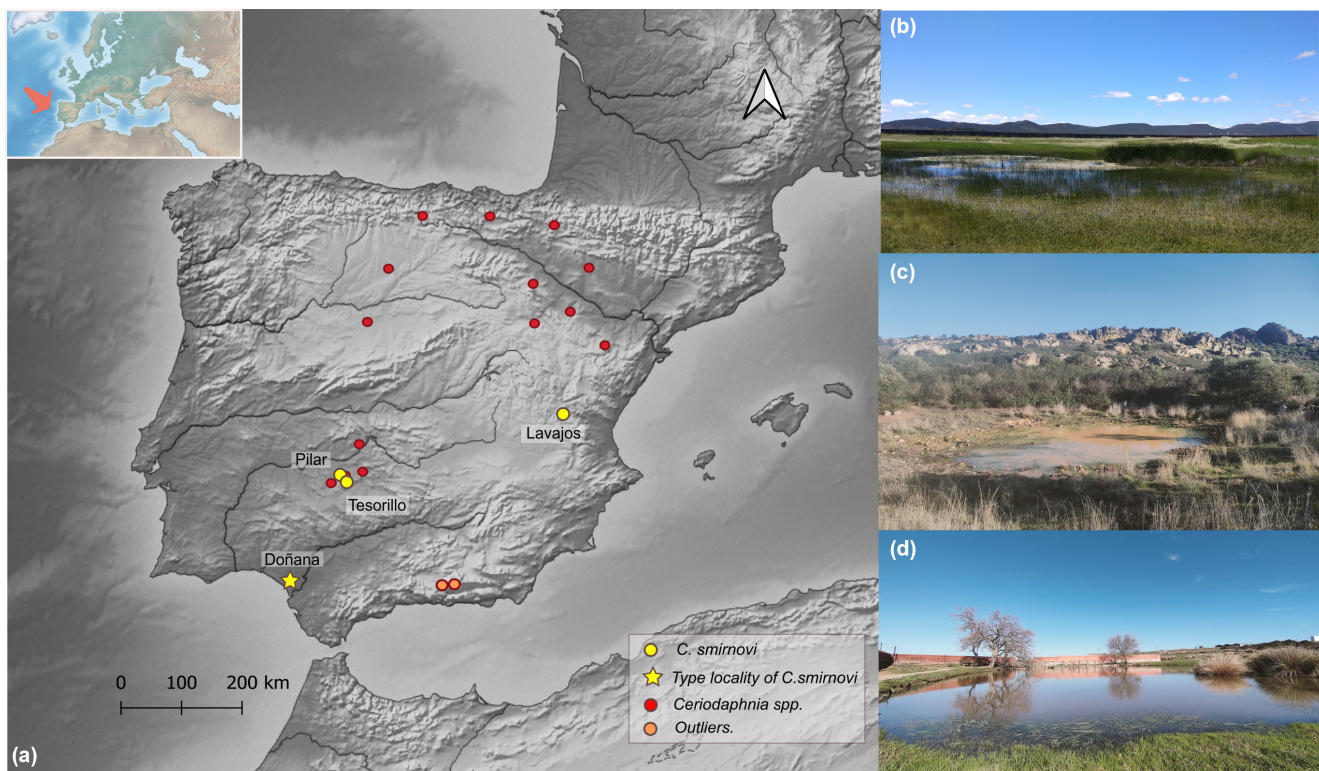 (b)
(c)
Lavajos
Pilar
Tesorillo
Doñana
(d)
C. smirnovi
0 100 200 km
Type locality of C.smirnovi
Ceriodaphnia spp.
Outliers.
(a)